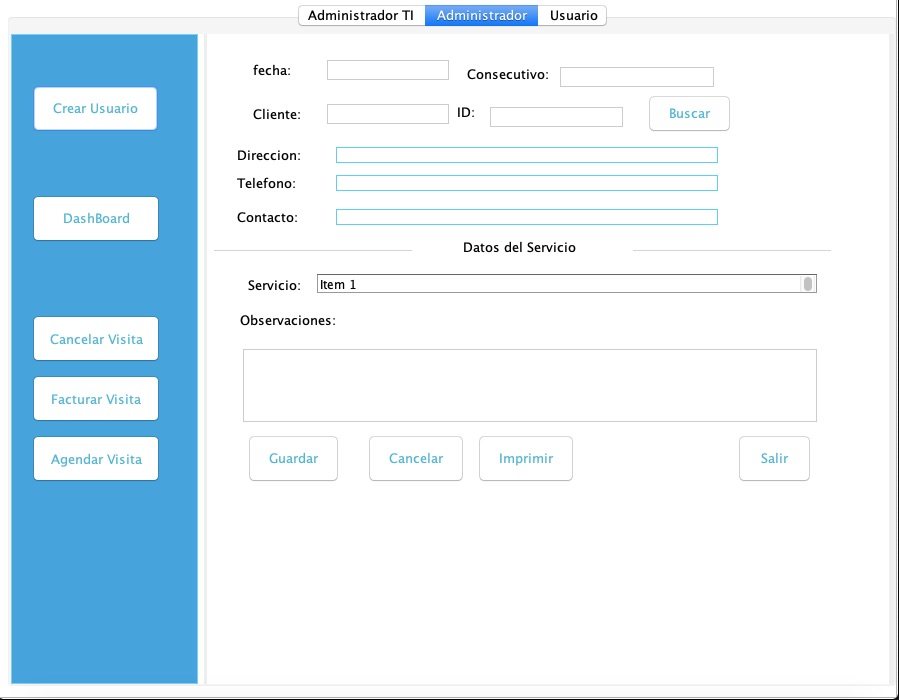 Administrador TI Administrador Usuario
Crear Usuario
DashBoard
Cancelar Visita
Facturar Visita
Agendar Visita
fecha: Consecutivo:
Cliente: ID: Buscar
Direccion:
Telefono:
Contacto:
Datos del Servicio
Servicio: Item 1
Observaciones:
Guardar Cancelar Imprimir Salir